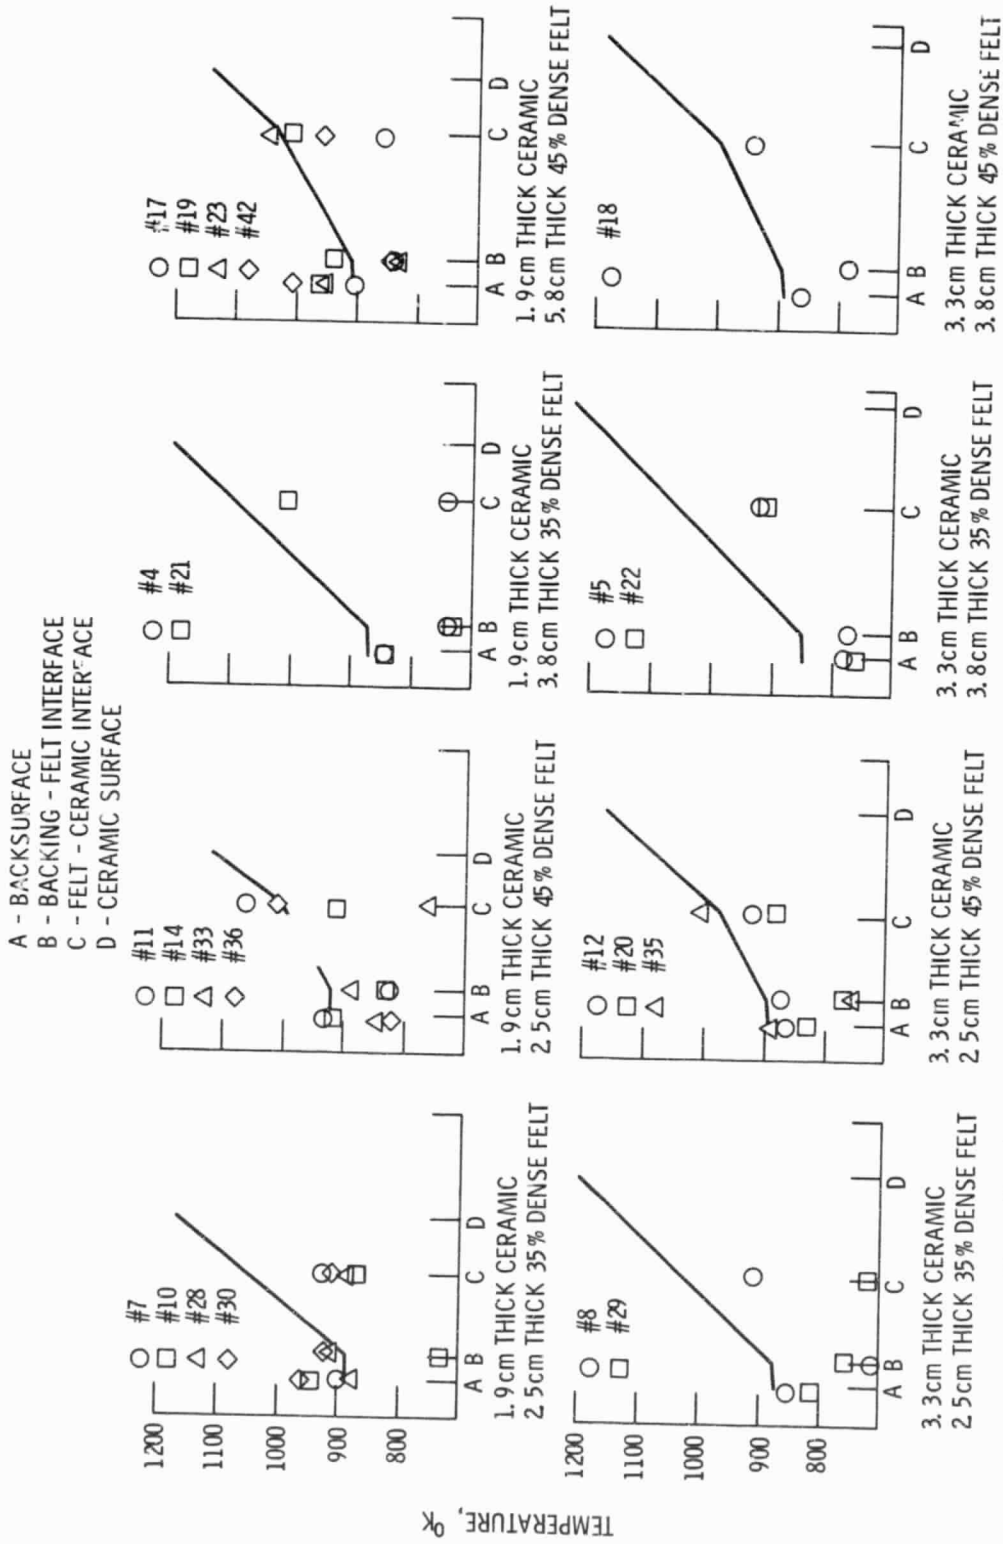 A - BACKSURFACE
B - BACKING - FELT INTERFACE
C - FELT - CERAMIC INTERFACE
D - CERAMIC SURFACE
TEMPERATURE, °K
1200
1100
1000
900
800
#7
#10
#28
#30
A B C D
1. 9cm THICK CERAMIC
2. 5cm THICK 35% DENSE FELT
#11
#14
#33
#36
A B C D
1. 9cm THICK CERAMIC
2. 5cm THICK 45% DENSE FELT
#4
#21
A B C D
1. 9cm THICK CERAMIC
3. 8cm THICK 35% DENSE FELT
#17
#19
#23
#42
A B C D
1. 9cm THICK CERAMIC
5. 8cm THICK 45% DENSE FELT
1200
1100
1000
900
800
#8
#29
A B C D
3. 3cm THICK CERAMIC
2. 5cm THICK 35% DENSE FELT
#12
#20
#35
A B C D
3. 3cm THICK CERAMIC
2. 5cm THICK 45% DENSE FELT
#5
#22
A B C D
3. 3cm THICK CERAMIC
3. 8cm THICK 35% DENSE FELT
#18
A B C D
3. 3cm THICK CERAMIC
3. 8cm THICK 45% DENSE FELT